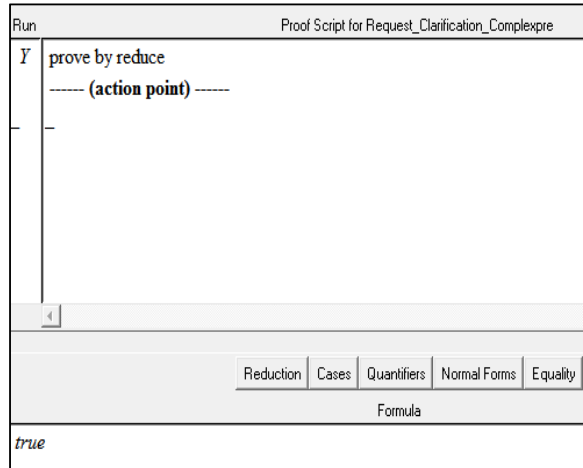 Run Proof Script for Request_Clarification_Complexpre
Y prove by reduce
------ (action point) ------
Reduction Cases Quantifiers Normal Forms Equality
Formula
true